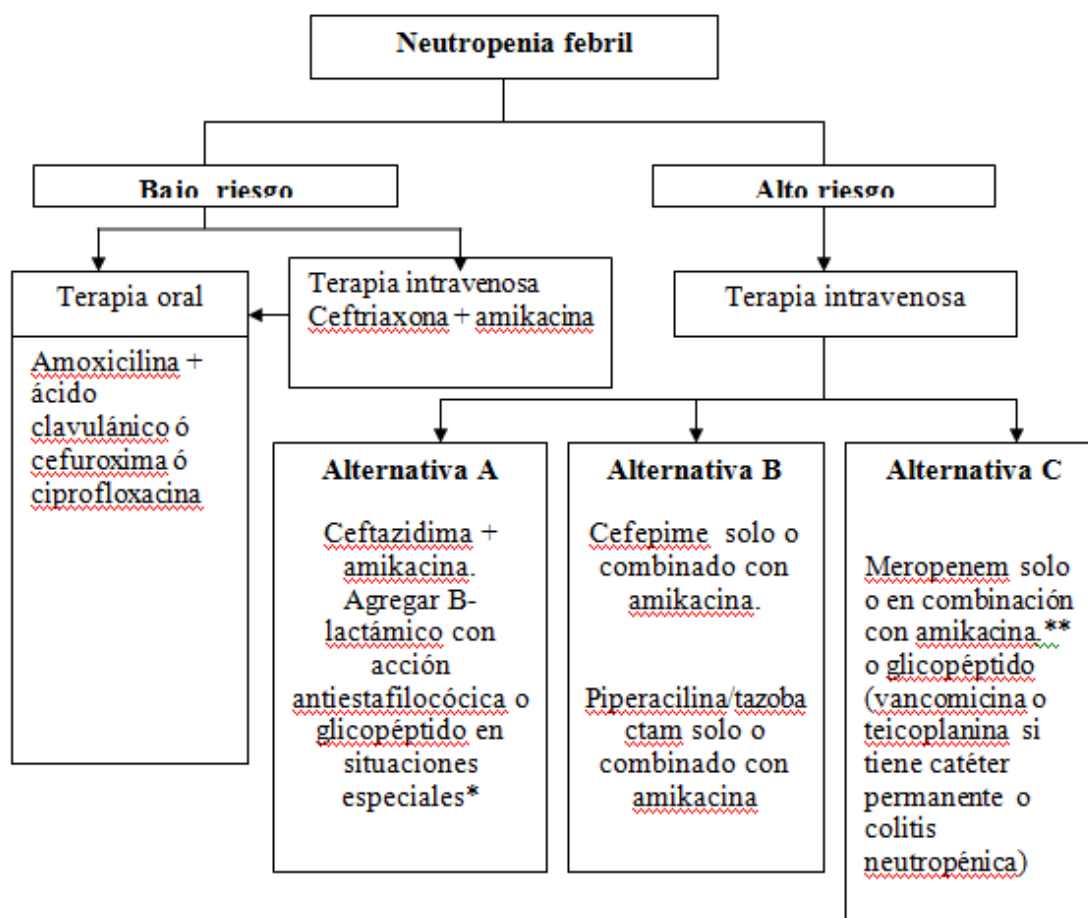 Neutropenia febril
Bajo riesgo
Alto riesgo
Terapia oral
Amoxicilina +
ácido
clavulánico ó
cefuroxima ó
ciprofloxacina
Terapia intravenosa
Ceftriaxona + amikacina
Terapia intravenosa
Alternativa A
Ceftazidima +
amikacina.
Agregar B-
lactámico con
acción
antiestafilocócica o
glicopéptido en
situaciones
especiales*
Alternativa B
Cefepime solo o
combinado con
amikacina.
Piperacilina/tazoba
ctam solo o
combinado con
amikacina
Alternativa C
Meropenem solo
o en combinación
con amikacina.**
o glicopéptido
(vancomicina o
teicoplanina si
tiene catéter
permanente o
colitis
neutropénica)